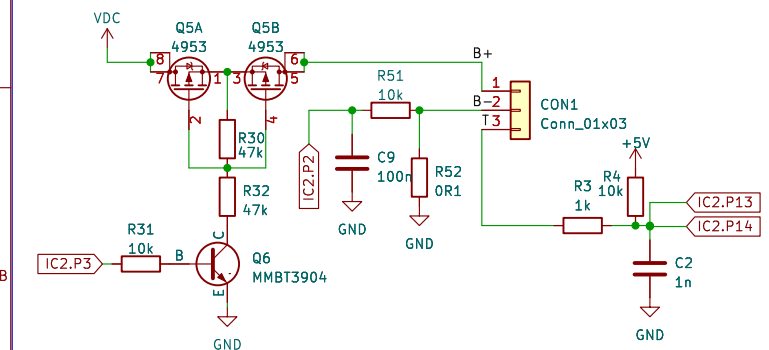 VDC
Q5A
4953
Q5B
4953
8
7
1
2
3
4
6
5
B+
R51
10k
B-
T
1
2
3
CON1
Conn_01x03
R30
47k
IC2.P2
C9
100n
R52
0R1
GND
GND
+5V
R3
1k
R4
10k
IC2.P13
IC2.P14
R32
47k
R31
10k
IC2.P3
B
C
E
Q6
MMBT3904
GND
C2
1n
GND
B